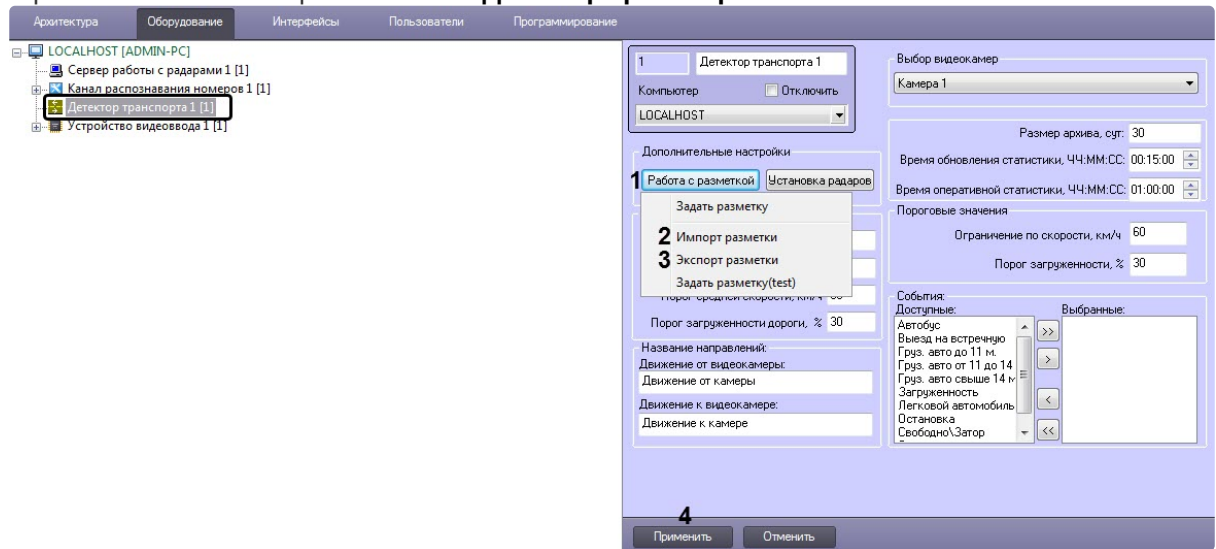 Архитектура Оборудование Интерфейсы Пользователи Программирование
LOCALHOST [ADMIN-PC]
Сервер работы с радарами 1 [1]
Канал распознавания номеров 1 [1]
Детектор транспорта 1 [1]
Устройство видеоввода 1 [1]
1 Детектор транспорта 1
Компьютер Отключить
LOCALHOST
Дополнительные настройки
1 Работа с разметкой Установка радаров
Задать разметку
2 Импорт разметки
3 Экспорт разметки
Задать разметку(test)
Порог средней скорости, км/ч
Порог загруженности дороги, % 30
Название направлений:
Движение от видеокамеры:
Движение от камеры
Движение к видеокамере:
Движение к камере
Выбор видеокамер
Камера 1
Размер архива, сут: 30
Время обновления статистики, ЧЧ:ММ:СС: 00:15:00
Время оперативной статистики, ЧЧ:ММ:СС: 01:00:00
Пороговые значения
Ограничение по скорости, км/ч 60
Порог загруженности, % 30
События:
Доступные: Выбранные:
Автобус
Выезд на встречную
Груз. авто до 11 м.
Груз. авто от 11 до 14
Груз. авто свыше 14 м
Загруженность
Легковой автомобиль
Остановка
Свободно\Затор
>>
>
<
<<
4
Применить Отменить